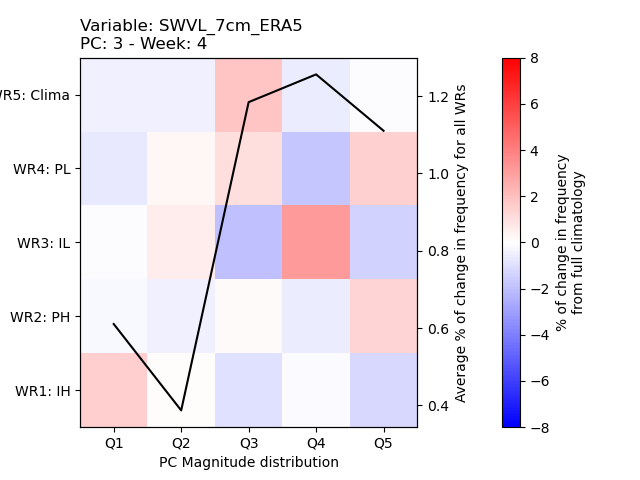 Variable: SWVL_7cm_ERA5
PC: 3 - Week: 4
WR5: Clima
WR4: PL
WR3: IL
WR2: PH
WR1: IH
Q1 Q2 Q3 Q4 Q5
PC Magnitude distribution
1.2
1.0
0.8
0.6
0.4
Average % of change in frequency for all WRs
8
6
4
2
0
−2
−4
−6
−8
% of change in frequency
from full climatology